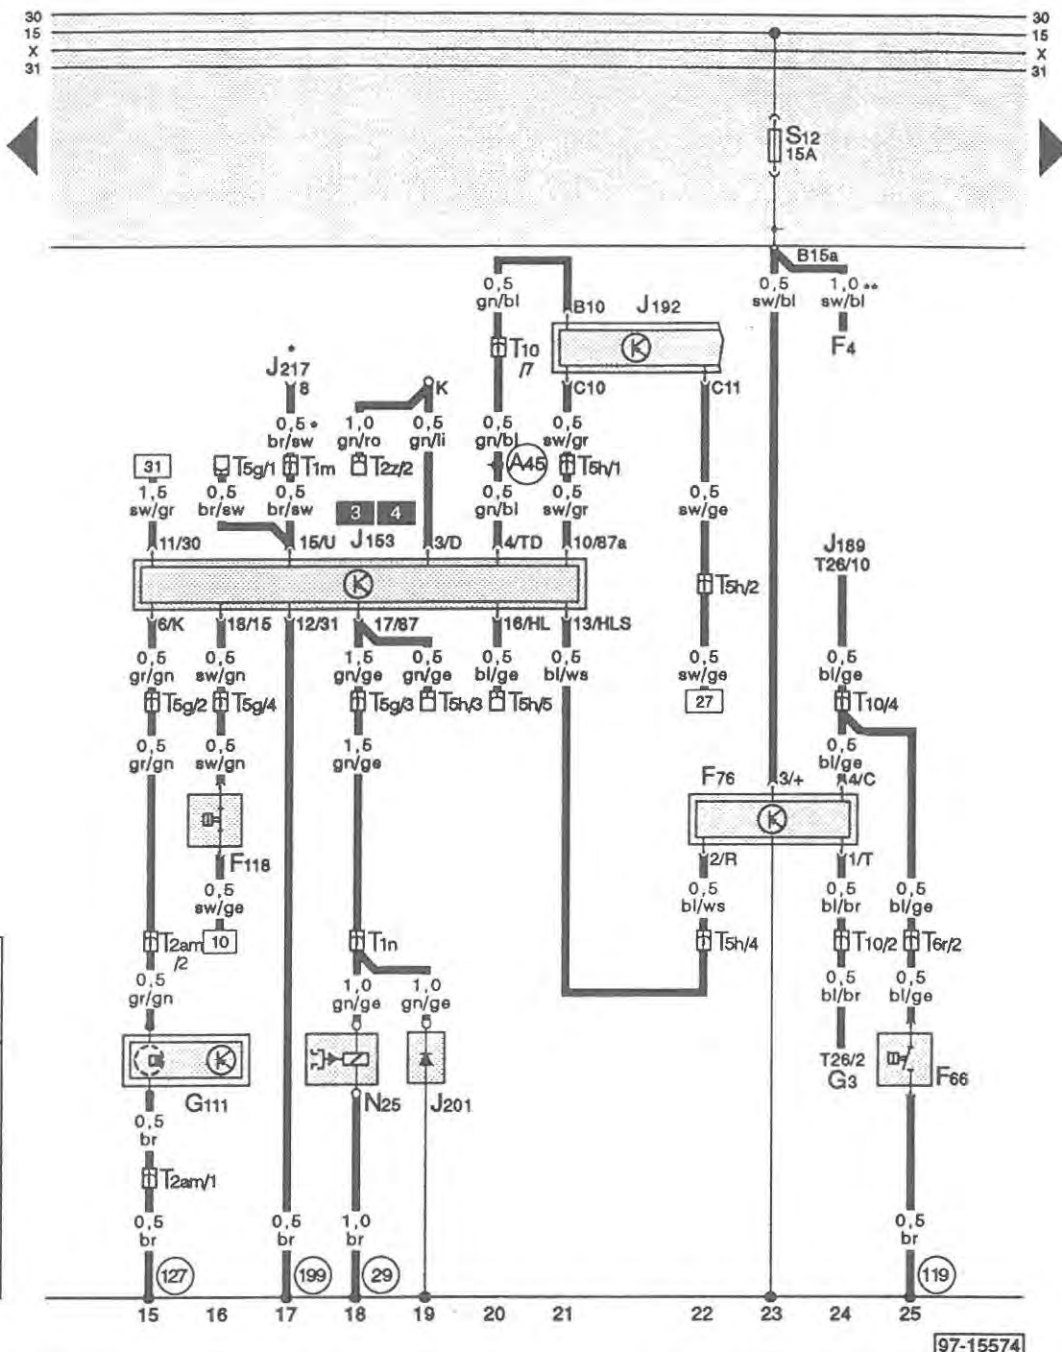 30 30
15 15
X X
31 31
S12
15A
B15a
0,5 0,5 1,0 **
gn/bl sw/bl sw/bl
B10 J192
F4
T10
/7
*
J217
8
K C10 C11
0,5 * 1,0 0,5 0,5 0,5
br/sw gn/ro gn/li gn/bl sw/gr
31 T5g/1 T1m T2z/2 A45 T5h/1
1,5 0,5 0,5 0,5 0,5 0,5
sw/gr br/sw br/sw gn/bl sw/gr sw/ge
3 4
11/30 15/U J153 3/D 4/TD 10/87a
J189
T26/10
T5h/2
6/K 18/15 12/31 17/87 16/HL 13/HLS
0,5 0,5 1,5 0,5 0,5 0,5 0,5 0,5
gr/gn sw/gn gn/ge gn/ge bl/ge bl/ws sw/ge bl/ge
T5g/2 T5g/4 T5g/3 T5h/3 T5h/5 27 T10/4
0,5 0,5 1,5 0,5
gr/gn sw/gn gn/ge bl/ge
F76 3/+ 4/C
F118
2/R 1/T
0,5 0,5 0,5 0,5
sw/ge bl/ws bl/br bl/ge
T2am
/2
10 T1n T5h/4 T10/2 T6r/2
0,5 1,0 1,0 0,5 0,5
gr/gn gn/ge gn/ge bl/br bl/ge
T26/2
G3
G111 N25 J201 F66
0,5
br
T2am/1
0,5 0,5 1,0 0,5
br br br br
127 199 29 119
15 16 17 18 19 20 21 22 23 24 25
97-15574